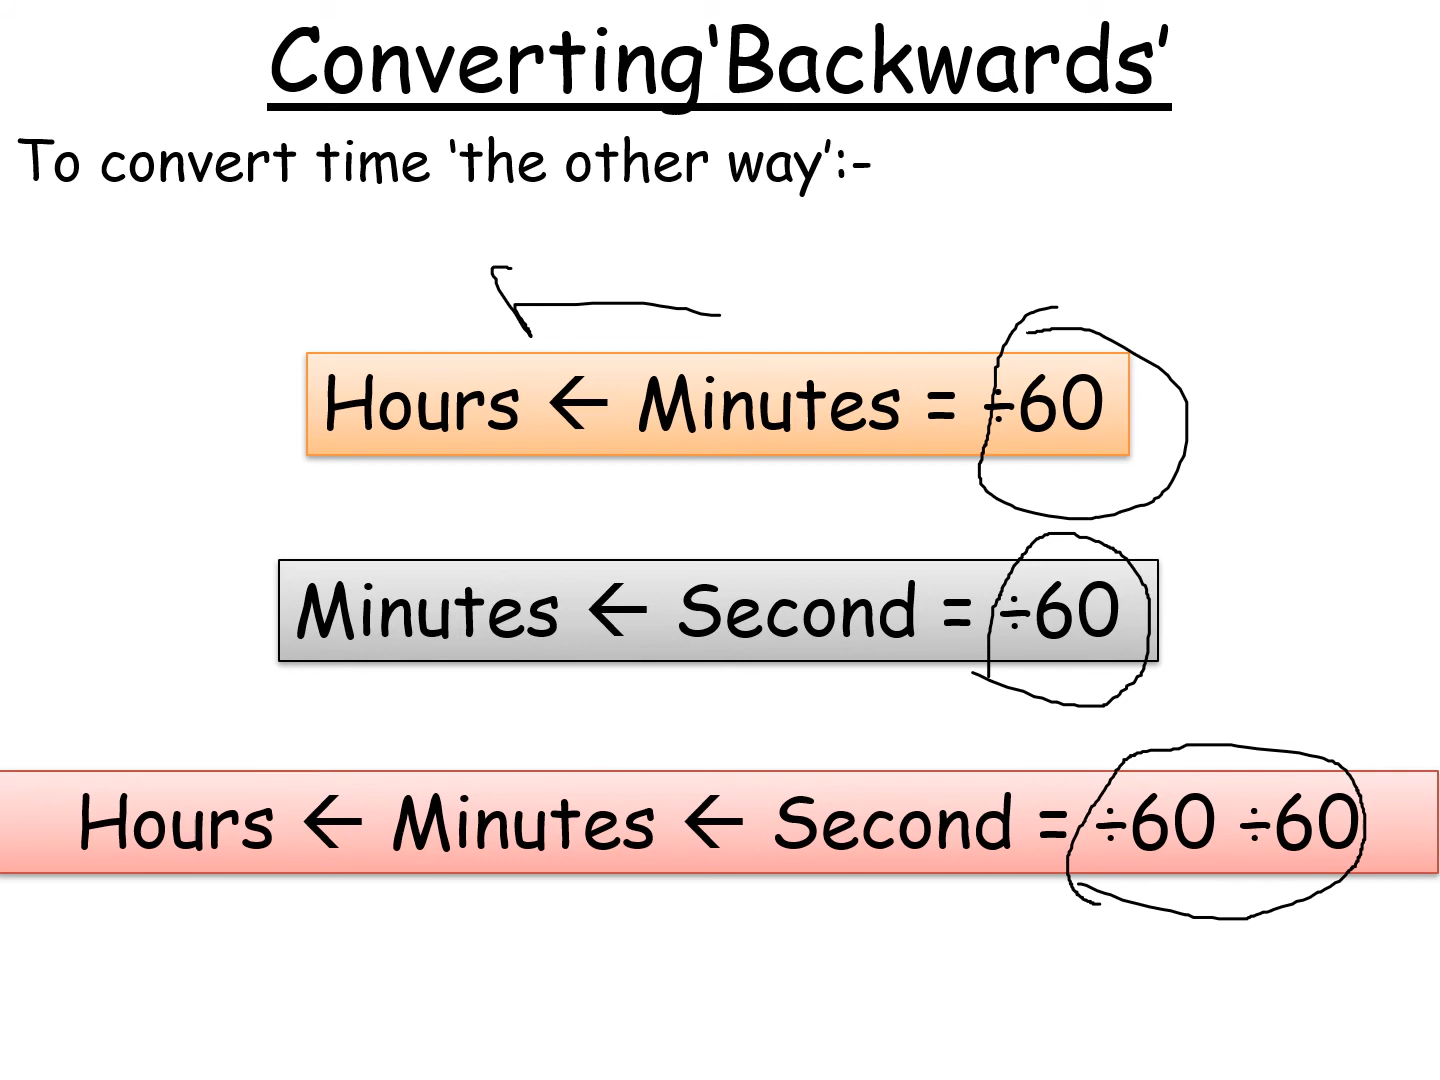 Converting‘Backwards’
To convert time ‘the other way’:-
Hours ← Minutes = ÷60
Minutes ← Second = ÷60
Hours ← Minutes ← Second = ÷60 ÷60